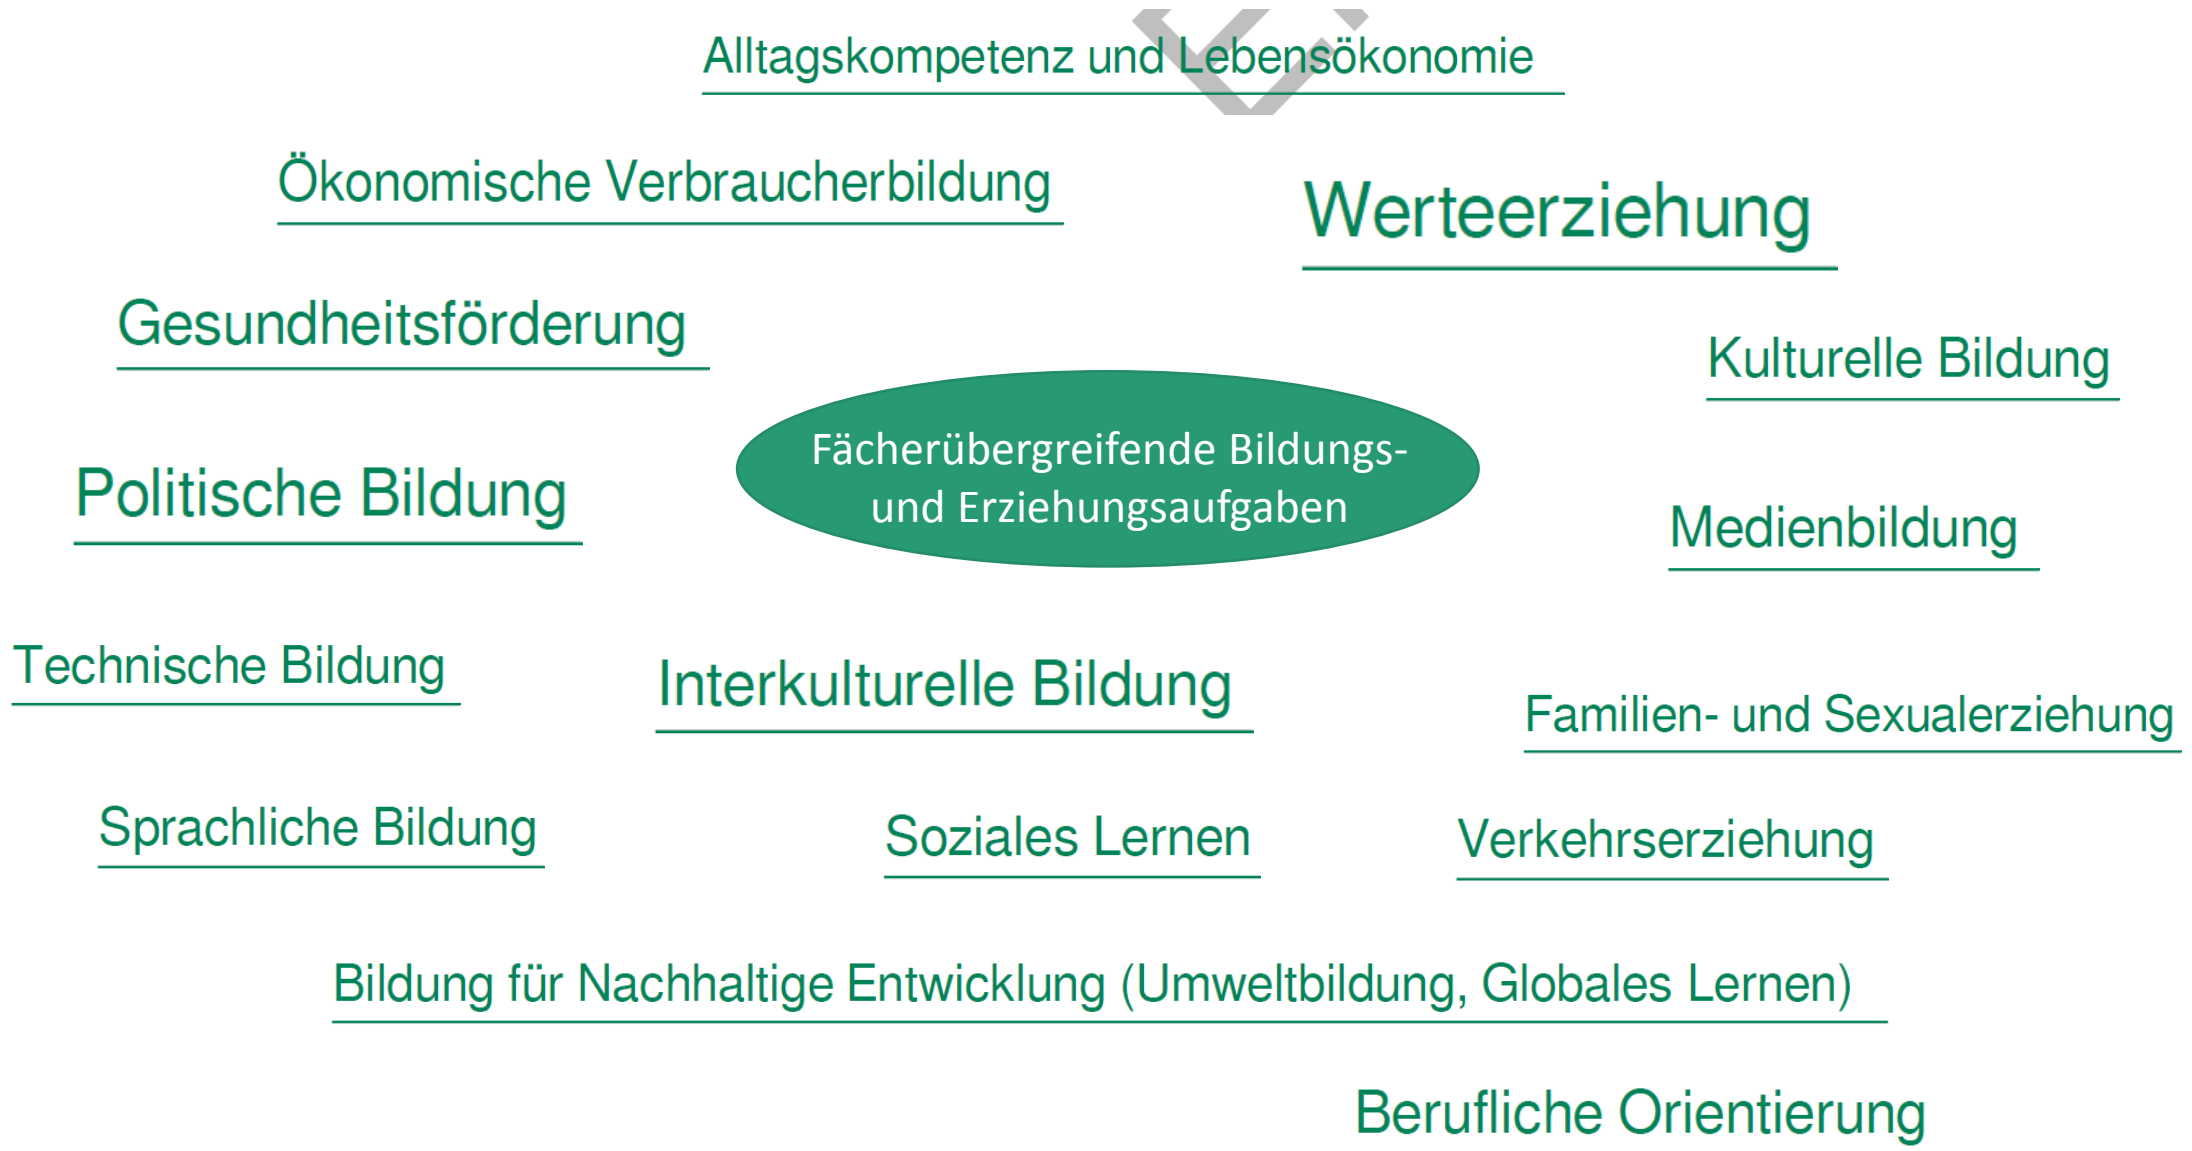 Alltagskompetenz und Lebensökonomie
Ökonomische Verbraucherbildung
Werteerziehung
Gesundheitsförderung
Kulturelle Bildung
Fächerübergreifende Bildungs-
und Erziehungsaufgaben
Politische Bildung
Medienbildung
Technische Bildung
Interkulturelle Bildung
Familien- und Sexualerziehung
Sprachliche Bildung
Soziales Lernen
Verkehrserziehung
Bildung für Nachhaltige Entwicklung (Umweltbildung, Globales Lernen)
Berufliche Orientierung